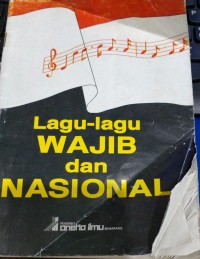 Lagu-lagu
WAJIB
dan
NASIONAL
aneka ilmu